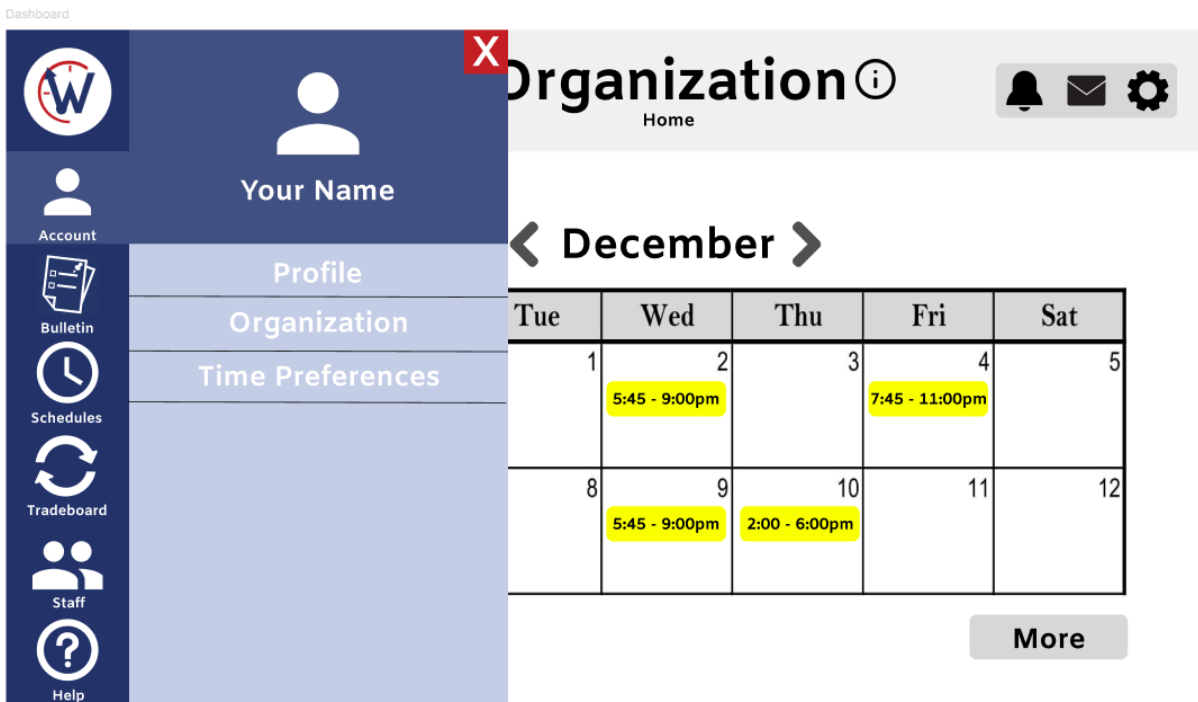 Dashboard
W
X
Organization
i
Home
Your Name
Account
Profile
Organization
Time Preferences
Bulletin
Schedules
Tradeboard
Staff
?
Help
December
Tue Wed Thu Fri Sat
1 2 3 4 5
5:45 - 9:00pm 7:45 - 11:00pm
8 9 10 11 12
5:45 - 9:00pm 2:00 - 6:00pm
More